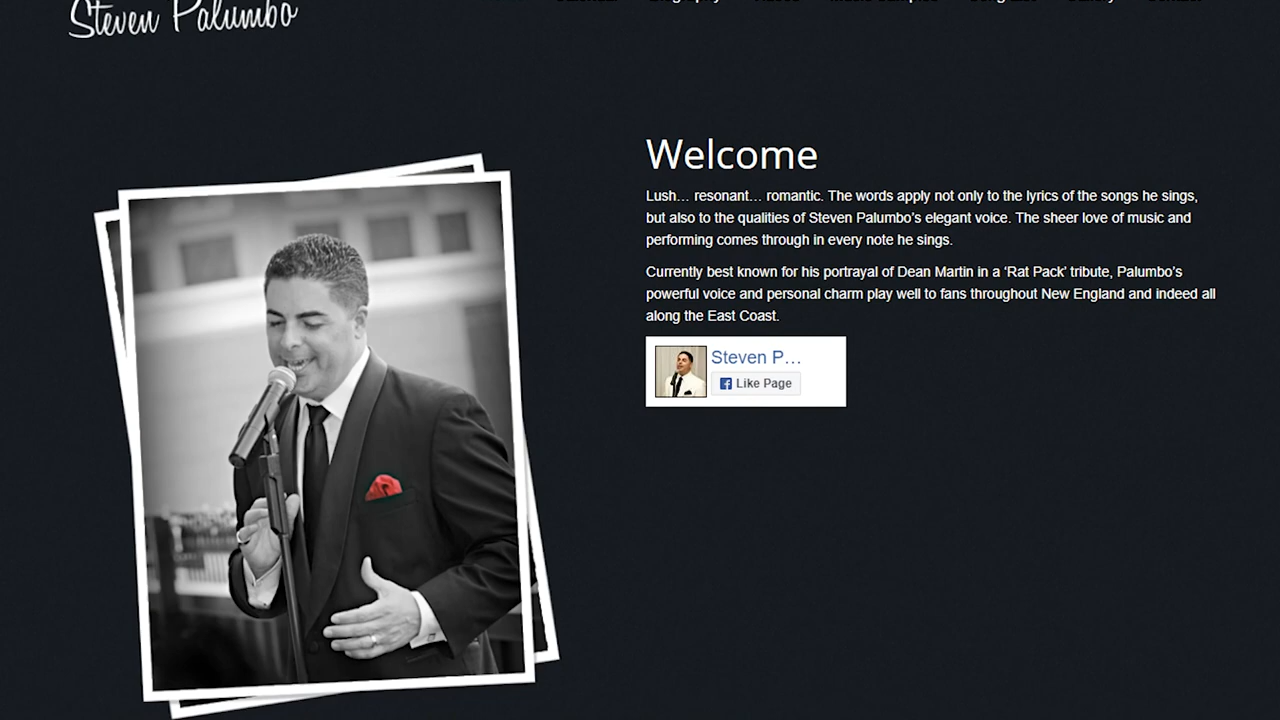 Steven Palumbo
Welcome
Lush… resonant… romantic. The words apply not only to the lyrics of the songs he sings,
but also to the qualities of Steven Palumbo’s elegant voice. The sheer love of music and
performing comes through in every note he sings.
Currently best known for his portrayal of Dean Martin in a ‘Rat Pack’ tribute, Palumbo’s
powerful voice and personal charm play well to fans throughout New England and indeed all
along the East Coast.
Steven P…
Like Page